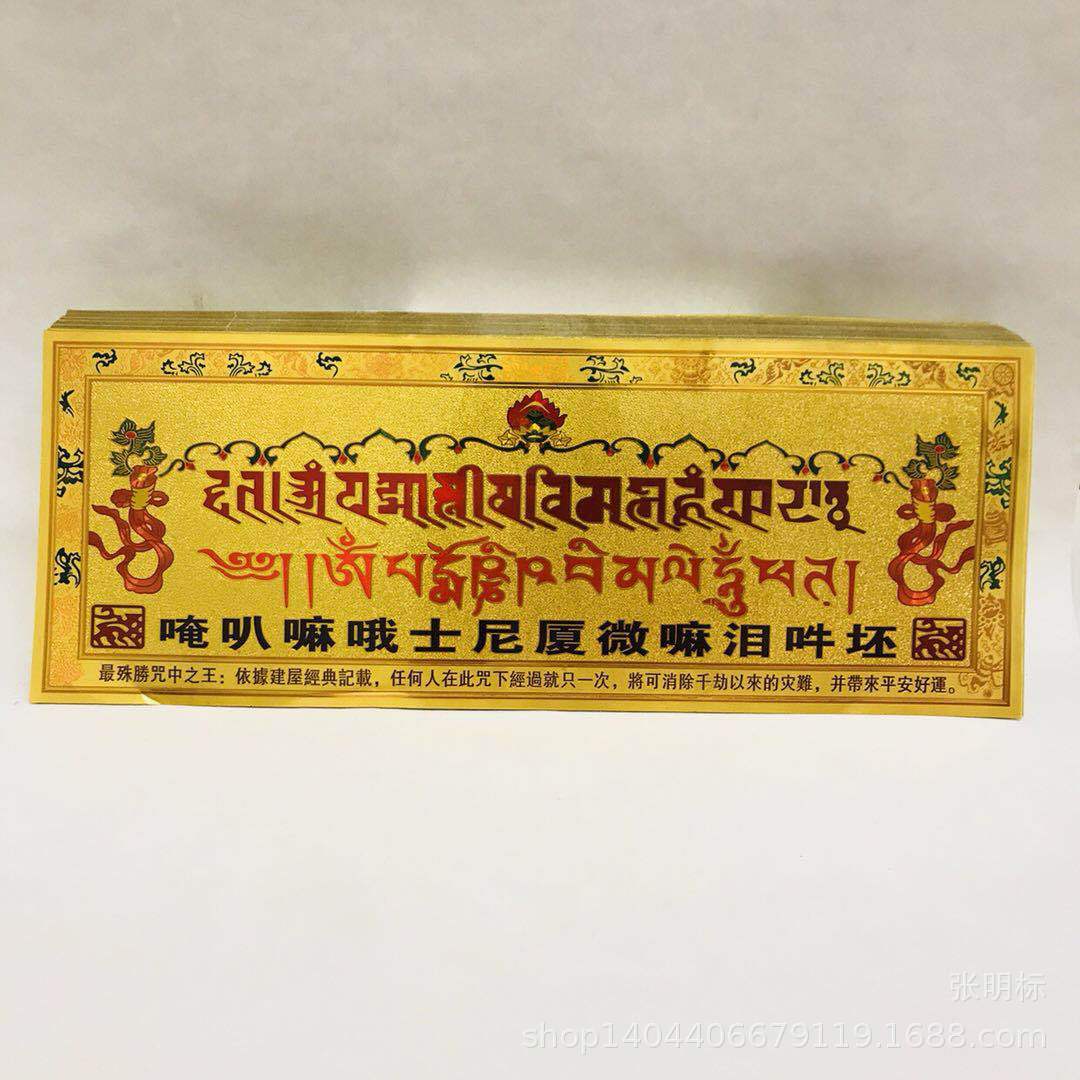 ༄༅། །ཨོཾ་པདྨོཥྞཱི་ཥ་བི་མ་ལེ་ཧཱུྃ་ཕཊ།
唵叭嘛哦士尼厦微嘛泪吽坯
最殊勝咒中之王：依據建屋經典記載，任何人在此咒下經過就只一次，將可消除千劫以來的灾難，并帶來平安好運。
张明标
shop1404406679119.1688.com